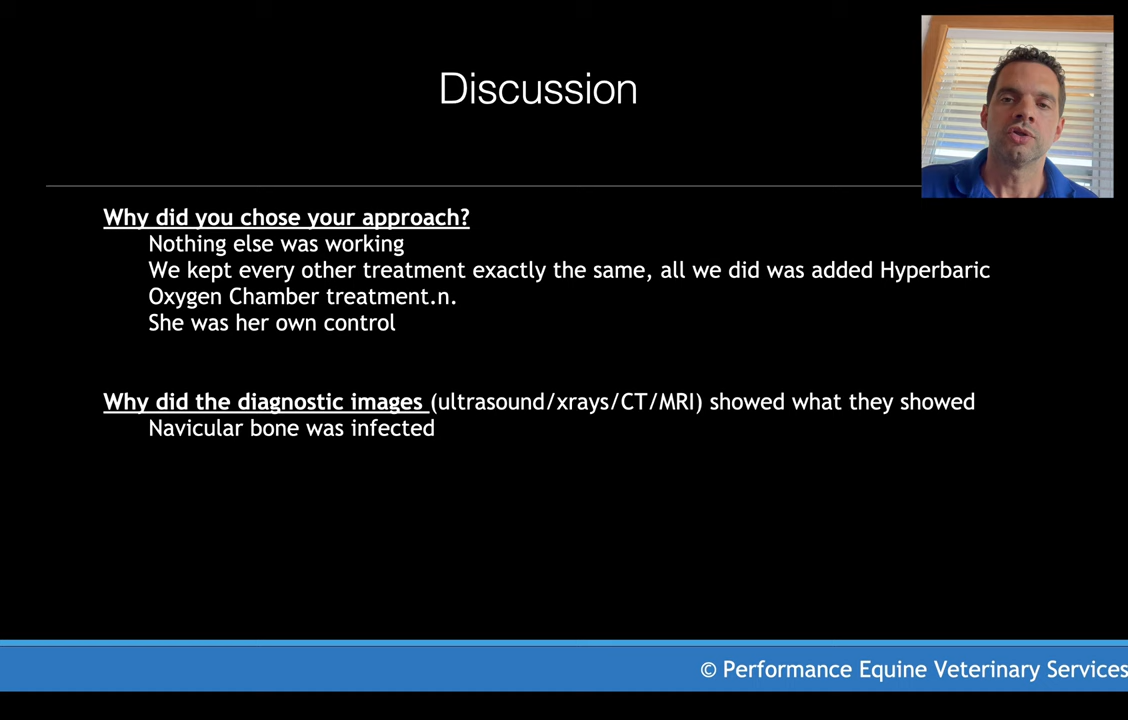 Discussion
Why did you chose your approach?
Nothing else was working
We kept every other treatment exactly the same, all we did was added Hyperbaric
Oxygen Chamber treatment.n.
She was her own control
Why did the diagnostic images (ultrasound/xrays/CT/MRI) showed what they showed
Navicular bone was infected
© Performance Equine Veterinary Services